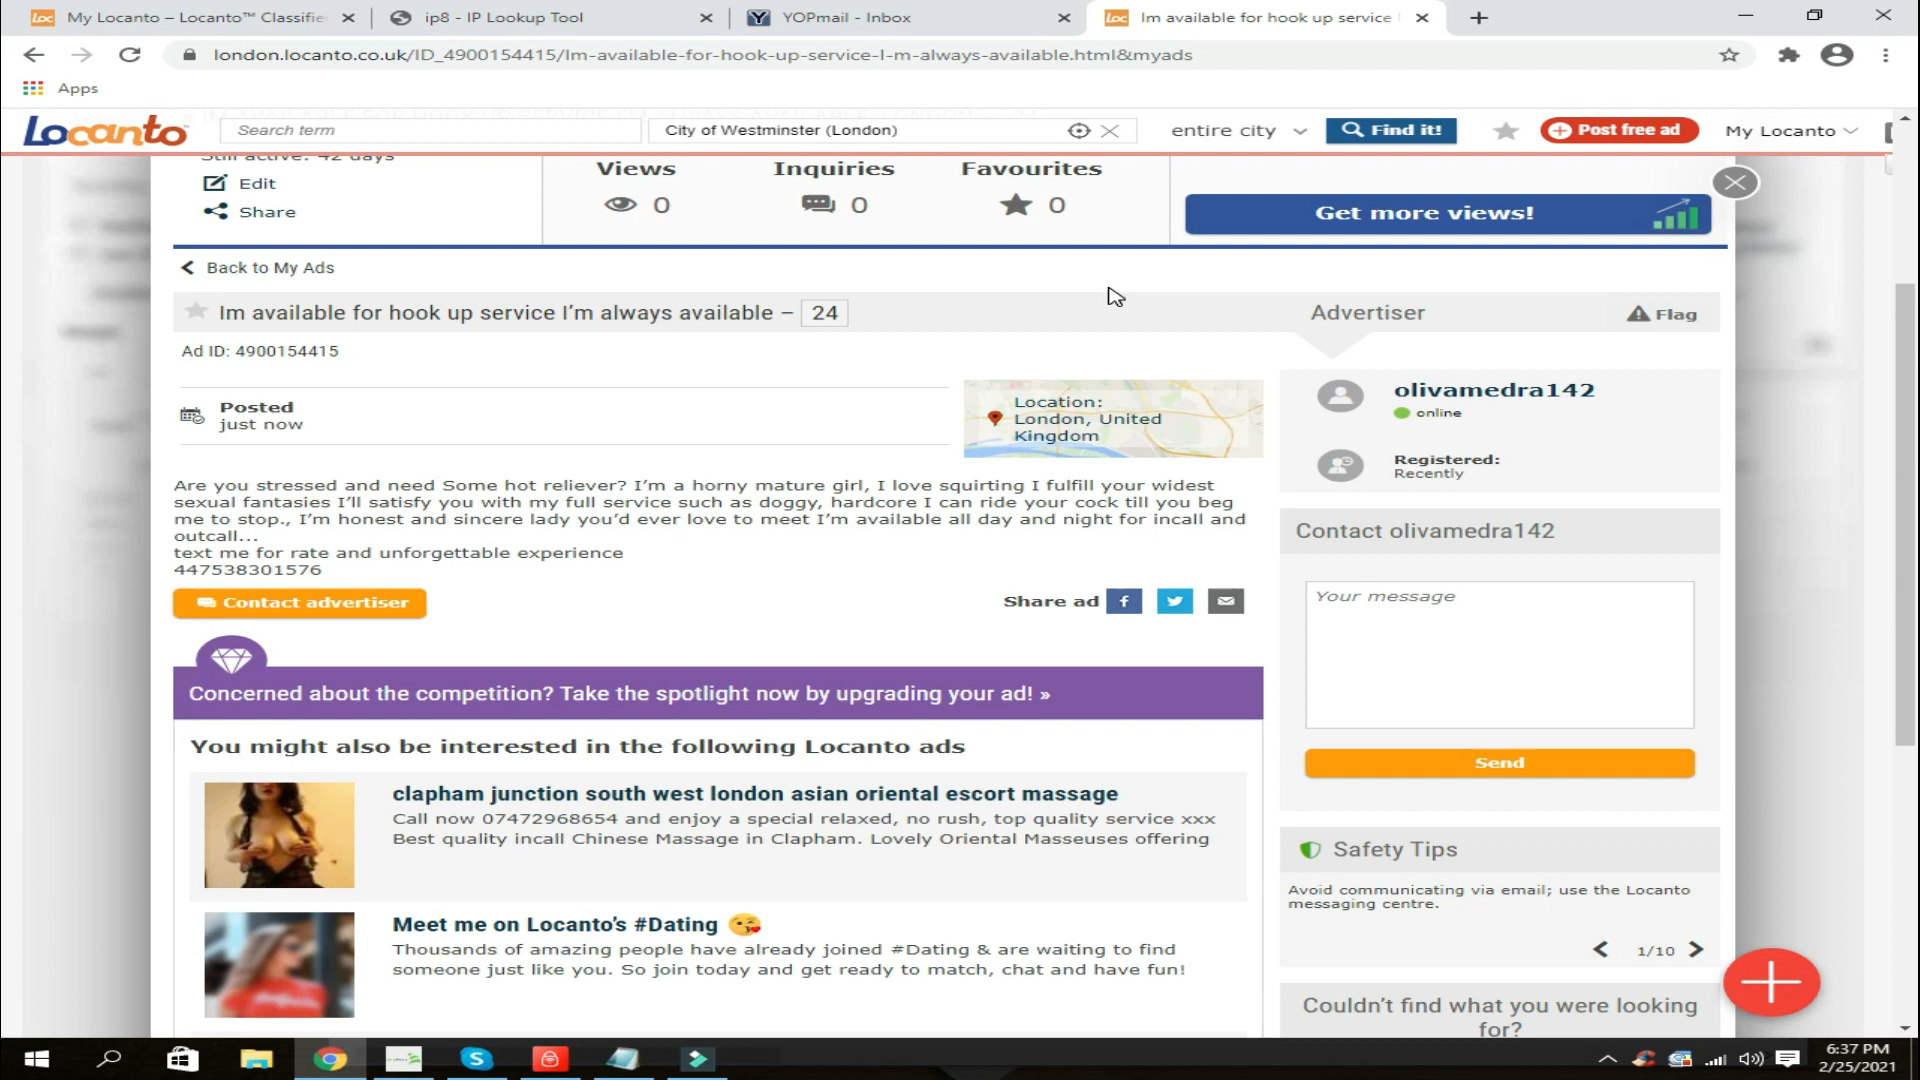 My Locanto – Locanto™ Classifie
ip8 - IP Lookup Tool
YOPmail - Inbox
Im available for hook up service
london.locanto.co.uk/ID_4900154415/Im-available-for-hook-up-service-I-m-always-available.html&myads
Apps
Locanto
Search term
City of Westminster (London)
entire city
Find it!
Post free ad
My Locanto
Still active: 42 days
Edit
Share
Views
0
Inquiries
0
Favourites
0
Get more views!
Back to My Ads
Im available for hook up service I'm always available – 24
Ad ID: 4900154415
Posted
just now
Location:
London, United
Kingdom
Are you stressed and need Some hot reliever? I'm a horny mature girl, I love squirting I fulfill your widest
sexual fantasies I'll satisfy you with my full service such as doggy, hardcore I can ride your cock till you beg
me to stop., I'm honest and sincere lady you'd ever love to meet I'm available all day and night for incall and
outcall...
text me for rate and unforgettable experience
447538301576
Contact advertiser
Share ad
Concerned about the competition? Take the spotlight now by upgrading your ad! »
You might also be interested in the following Locanto ads
clapham junction south west london asian oriental escort massage
Call now 07472968654 and enjoy a special relaxed, no rush, top quality service xxx
Best quality incall Chinese Massage in Clapham. Lovely Oriental Masseuses offering
Meet me on Locanto's #Dating 😘
Thousands of amazing people have already joined #Dating & are waiting to find
someone just like you. So join today and get ready to match, chat and have fun!
Advertiser
Flag
olivamedra142
online
Registered:
Recently
Contact olivamedra142
Your message
Send
Safety Tips
Avoid communicating via email; use the Locanto
messaging centre.
1/10
Couldn't find what you were looking
for?
6:37 PM
2/25/2021